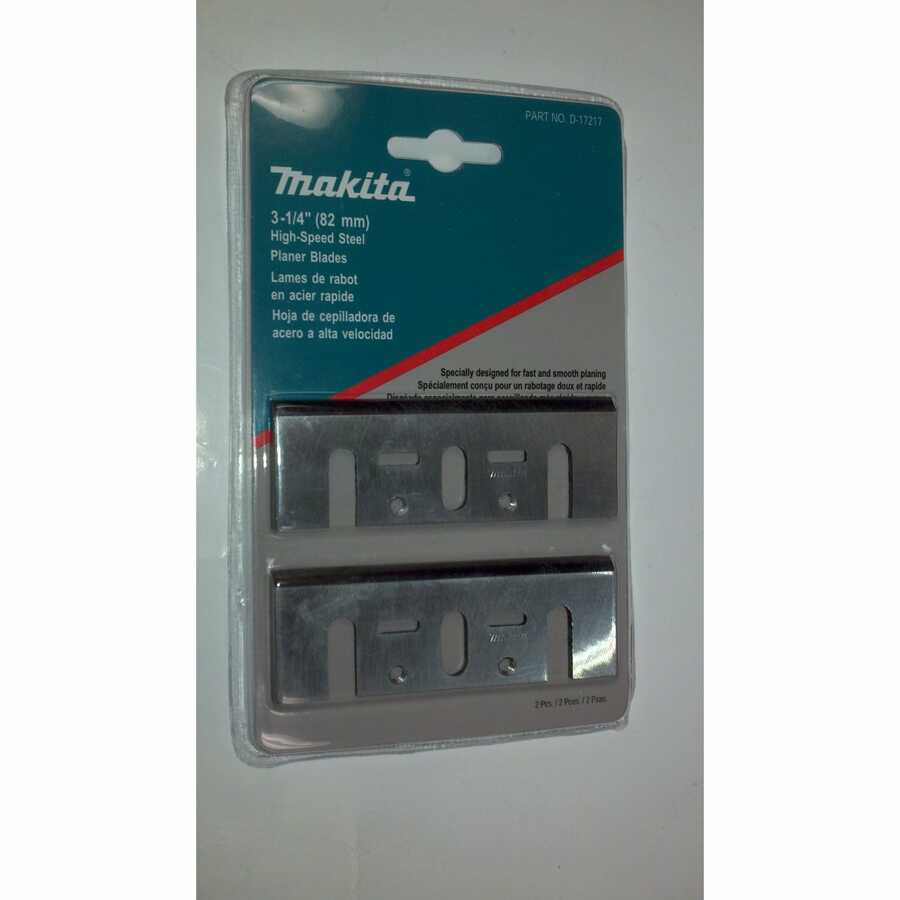 PART NO. D-17217
makita®
3-1/4" (82 mm)
High-Speed Steel
Planer Blades
Lames de rabot
en acier rapide
Hoja de cepilladora de
acero a alta velocidad
Specially designed for fast and smooth planing
Spécialement conçu pour un rabotage doux et rapide
makita
makita
2 Pcs. / 2 Pces. / 2 Pzas.